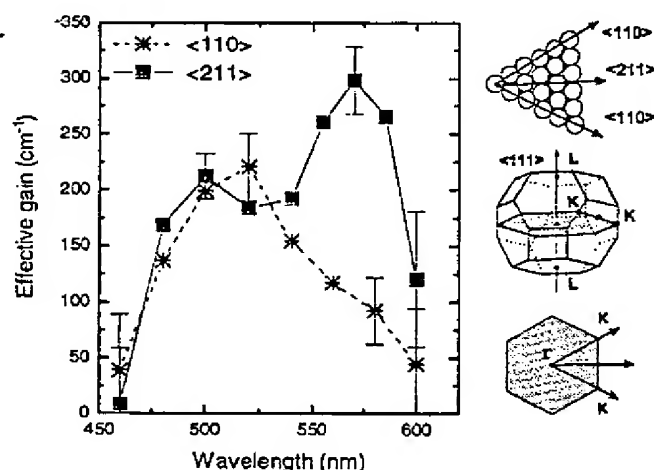 350
300
250
200
150
100
50
0
450 500 550 600
Wavelength (nm)
Effective gain (cm⁻¹)
<110>
<211>
<110>
<211>
<110>
<111> L
K
K
L
K
Γ
K